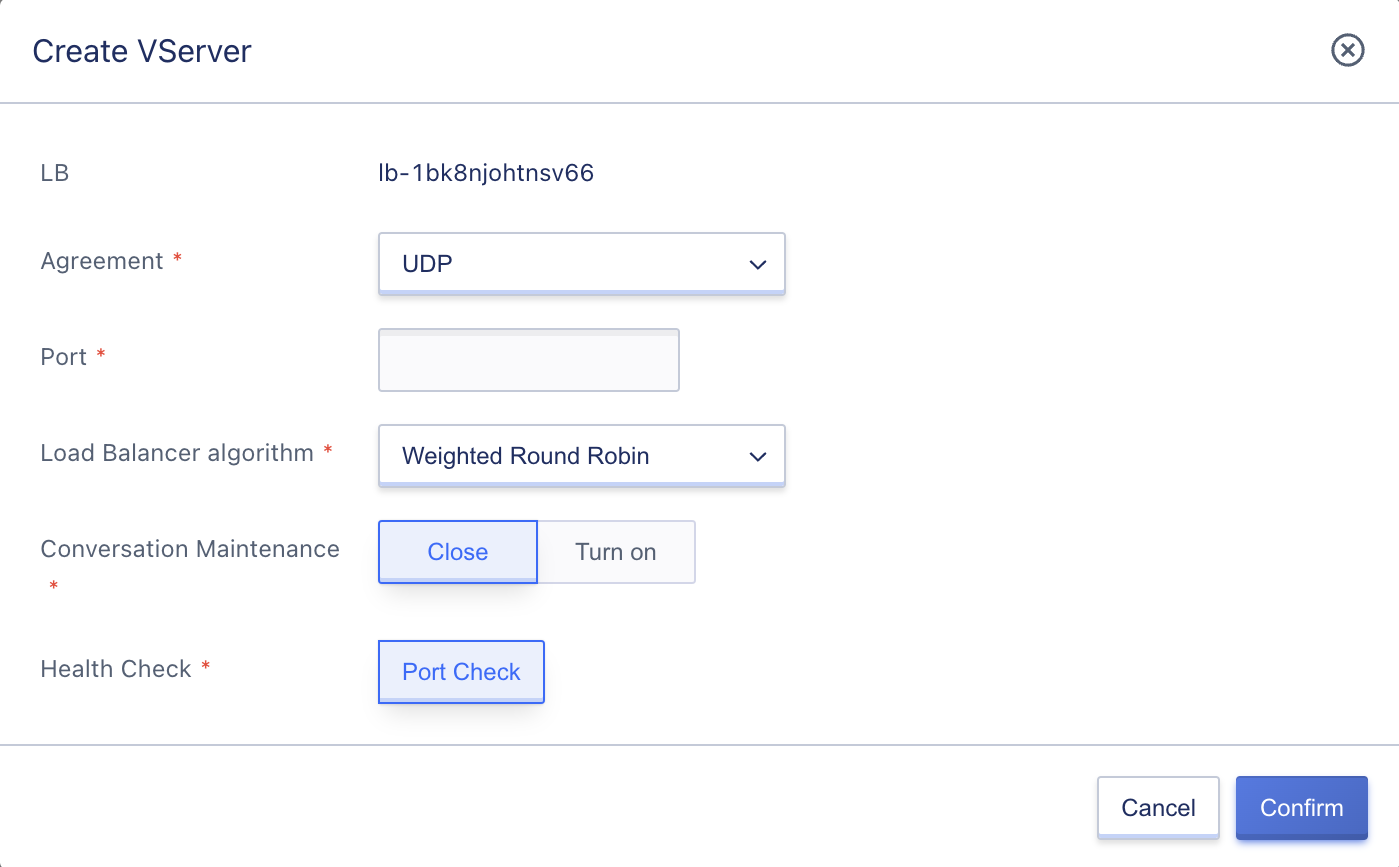 Create VServer
LB
lb-1bk8njohtnsv66
Agreement *
UDP
Port *
Load Balancer algorithm *
Weighted Round Robin
Conversation Maintenance
*
Close
Turn on
Health Check *
Port Check
Cancel
Confirm